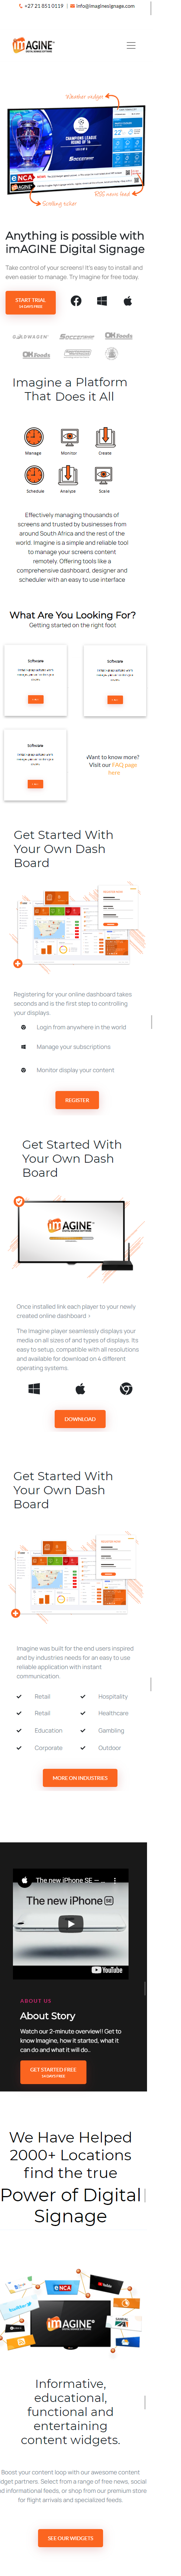 +27 21 851 0119 info@imaginesignage.com
imAGINE
Weather widget
UEFA CHAMPIONS LEAGUE
ROUND OF 16
eNCA
imAGINE
RSS news feed
Scrolling ticker
Anything is possible with
imAGINE Digital Signage
Take control of your screens! It's easy to install and
even easier to manage. Try Imagine for free today.
START TRIAL
14 DAYS FREE
OK foods
OK foods
Imagine a Platform
That Does it All
Manage Monitor Create
Schedule Analyze Scale
Effectively managing thousands of
screens and trusted by businesses from
around South Africa and the rest of the
world. Imagine is a simple and reliable tool
to manage your screens content
remotely. Offering tools like a
comprehensive dashboard, designer and
scheduler with an easy to use interface
What Are You Looking For?
Getting started on the right foot
Software
Software
Software
Want to know more?
Visit our FAQ page
here
Get Started With
Your Own Dash
Board
Registering for your online dashboard takes
seconds and is the first step to controlling
your displays.
Login from anywhere in the world
Manage your subscriptions
Monitor display your content
REGISTER
Get Started With
Your Own Dash
Board
imAGINE
Once installed link each player to your newly
created online dashboard ›
The Imagine player seamlessly displays your
media on all sizes of and types of displays. Its
easy to setup, compatible with all resolutions
and available for download on 4 different
operating systems.
DOWNLOAD
Get Started With
Your Own Dash
Board
Imagine was built for the end users inspired
and by industries needs for an easy to use
reliable application with instant
communication.
Retail Hospitality
Retail Healthcare
Education Gambling
Corporate Outdoor
MORE ON INDUSTRIES
The new iPhone SE — ...
The new iPhone SE
YouTube
ABOUT US
About Story
Watch our 2-minute overview!! Get to
know Imagine, how it started, what it
can do and what it will do..
GET STARTED FREE
14 DAYS FREE
We Have Helped
2000+ Locations
find the true
Power of Digital
Signage
eNCA
YouTube
twitter
imAGINE
Informative,
educational,
functional and
entertaining
content widgets.
Boost your content loop with our awesome content
dget partners. Select from a range of free news, social
nd informational feeds, or shop from our premium store
for flight arrivals and specialized feeds.
SEE OUR WIDGETS